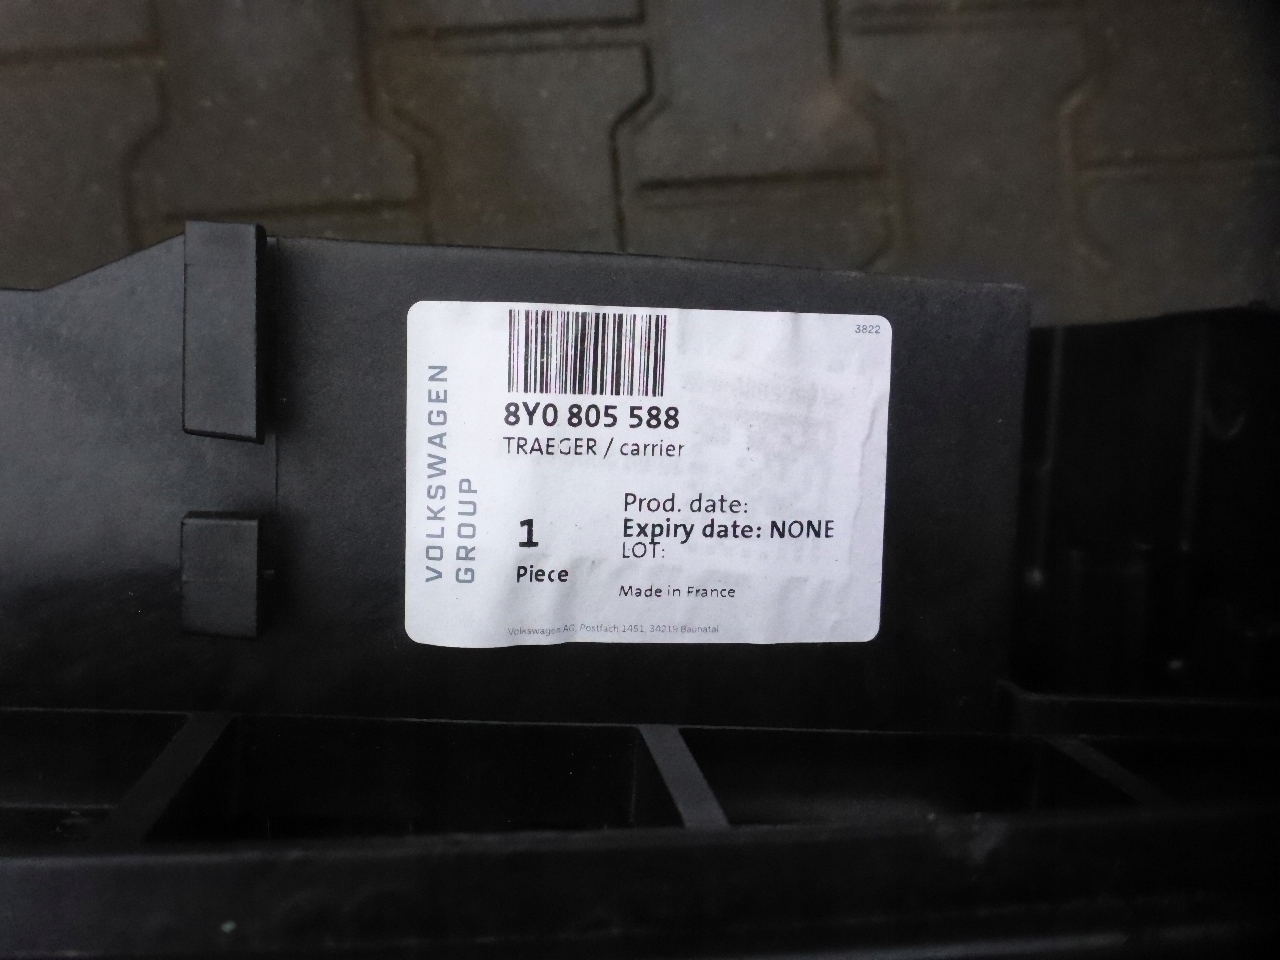 3822
VOLKSWAGEN
GROUP
8Y0 805 588
TRAEGER / carrier
1
Piece
Prod. date:
Expiry date: NONE
LOT:
Made in France
Volkswagen AG, Postfach 1451, 34219 Baunatal